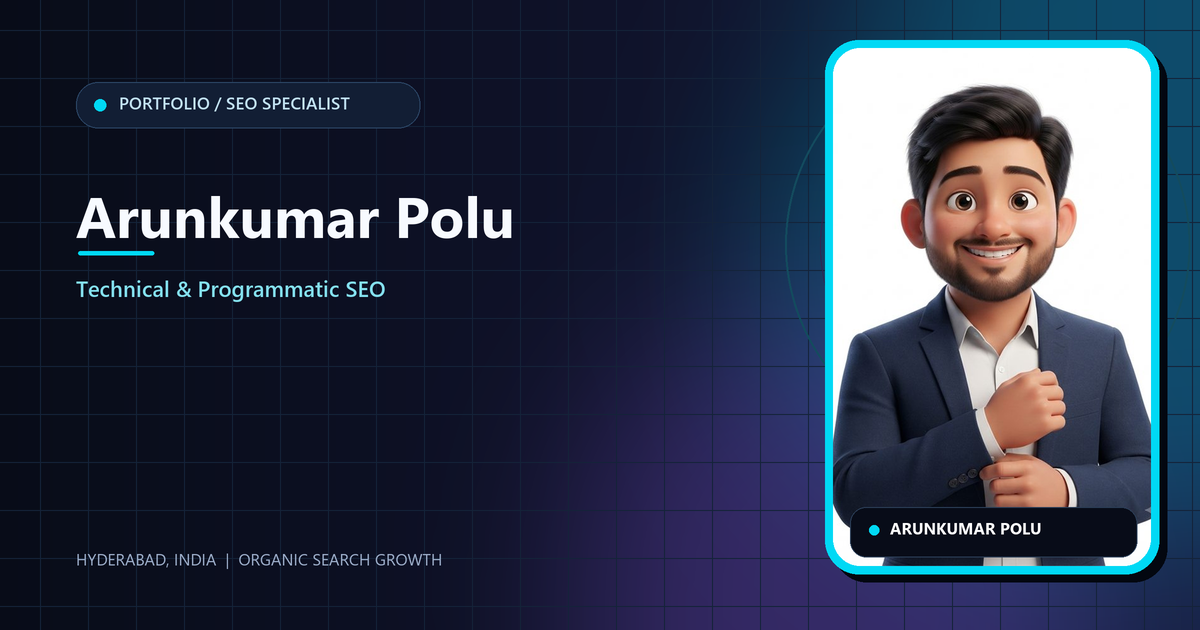 PORTFOLIO / SEO SPECIALIST
Arunkumar Polu
Technical & Programmatic SEO
HYDERABAD, INDIA | ORGANIC SEARCH GROWTH
ARUNKUMAR POLU